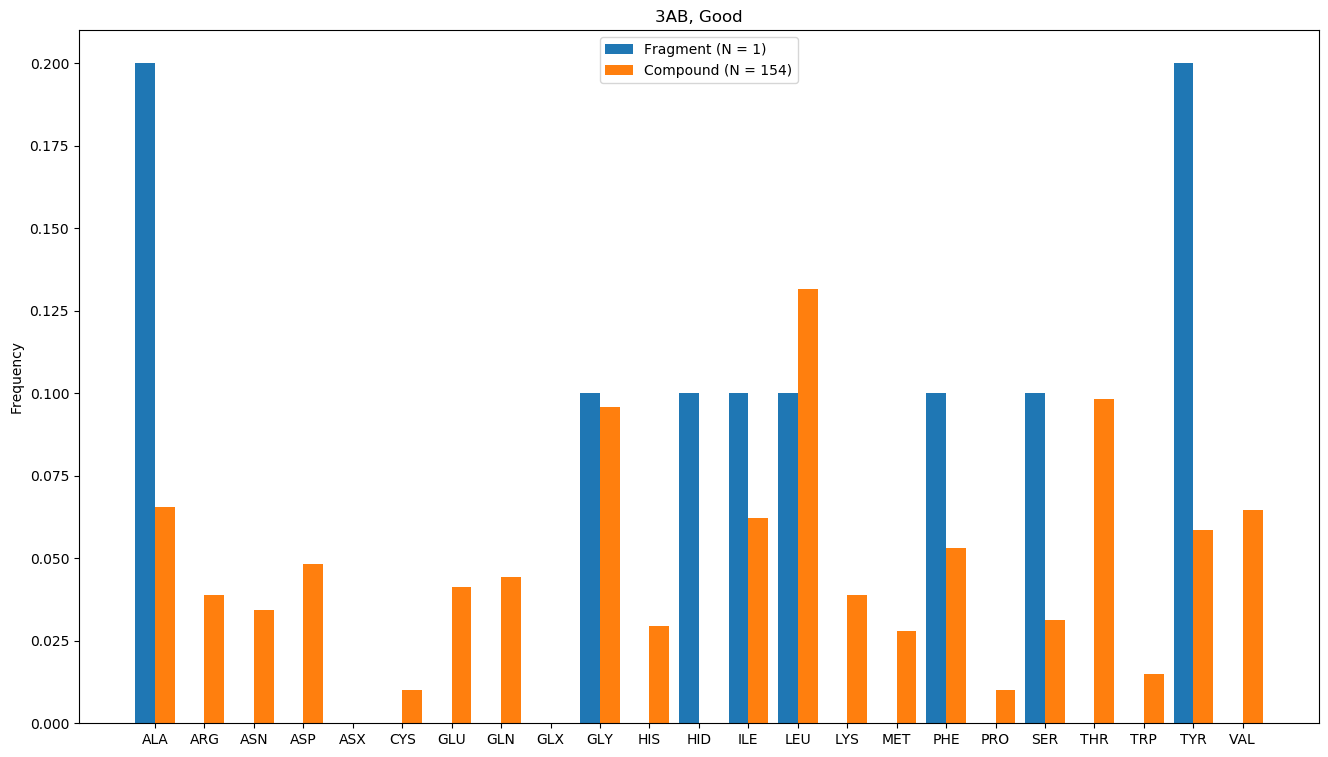 3AB, Good
Fragment (N = 1)
Compound (N = 154)
Frequency
0.200
0.175
0.150
0.125
0.100
0.075
0.050
0.025
0.000
ALA ARG ASN ASP ASX CYS GLU GLN GLX GLY HIS HID ILE LEU LYS MET PHE PRO SER THR TRP TYR VAL